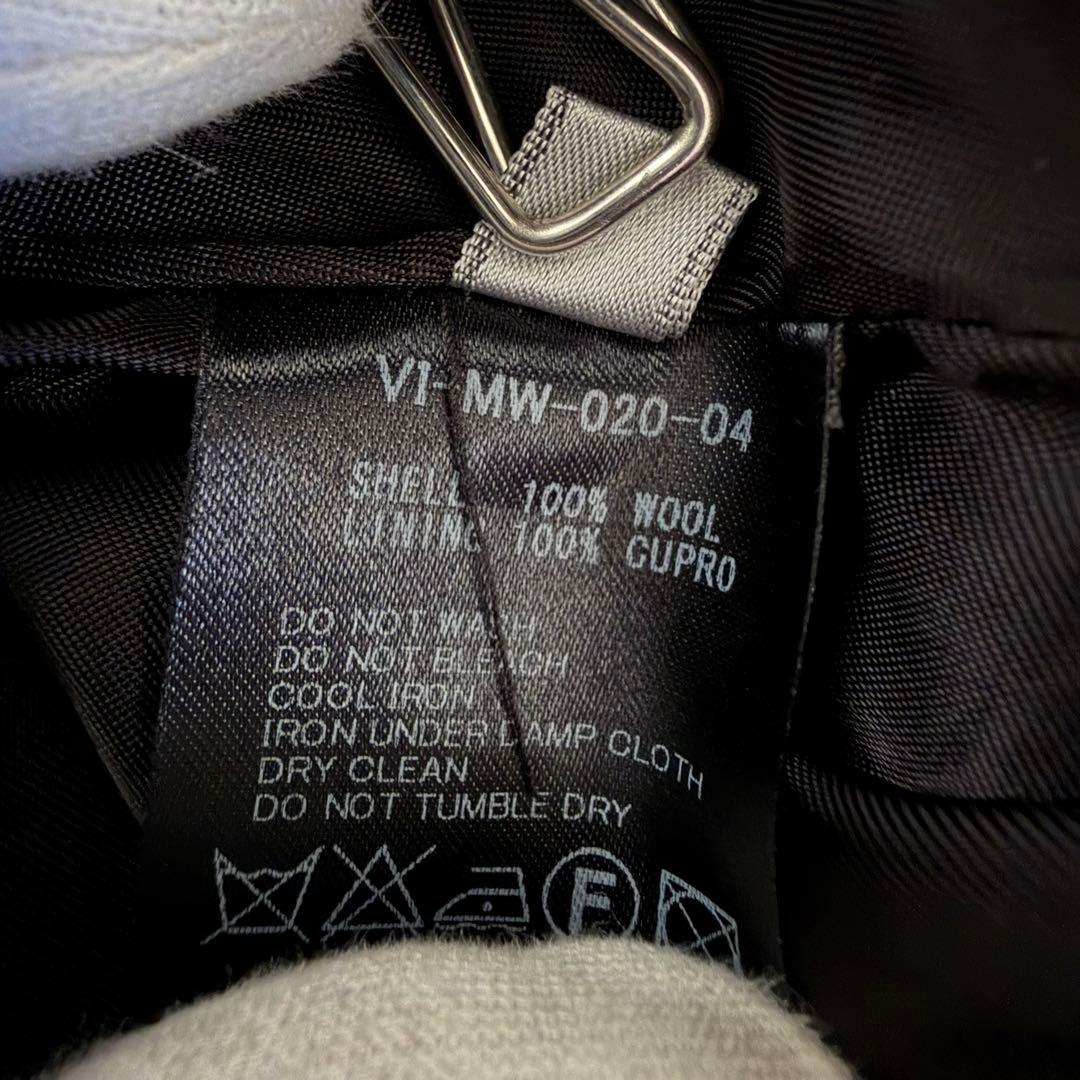 VI-MW-020-04
SHELL 100% WOOL
LINING 100% CUPRO
DO NOT WASH
DO NOT BLEACH
COOL IRON
IRON UNDER DAMP CLOTH
DRY CLEAN
DO NOT TUMBLE DRY
F